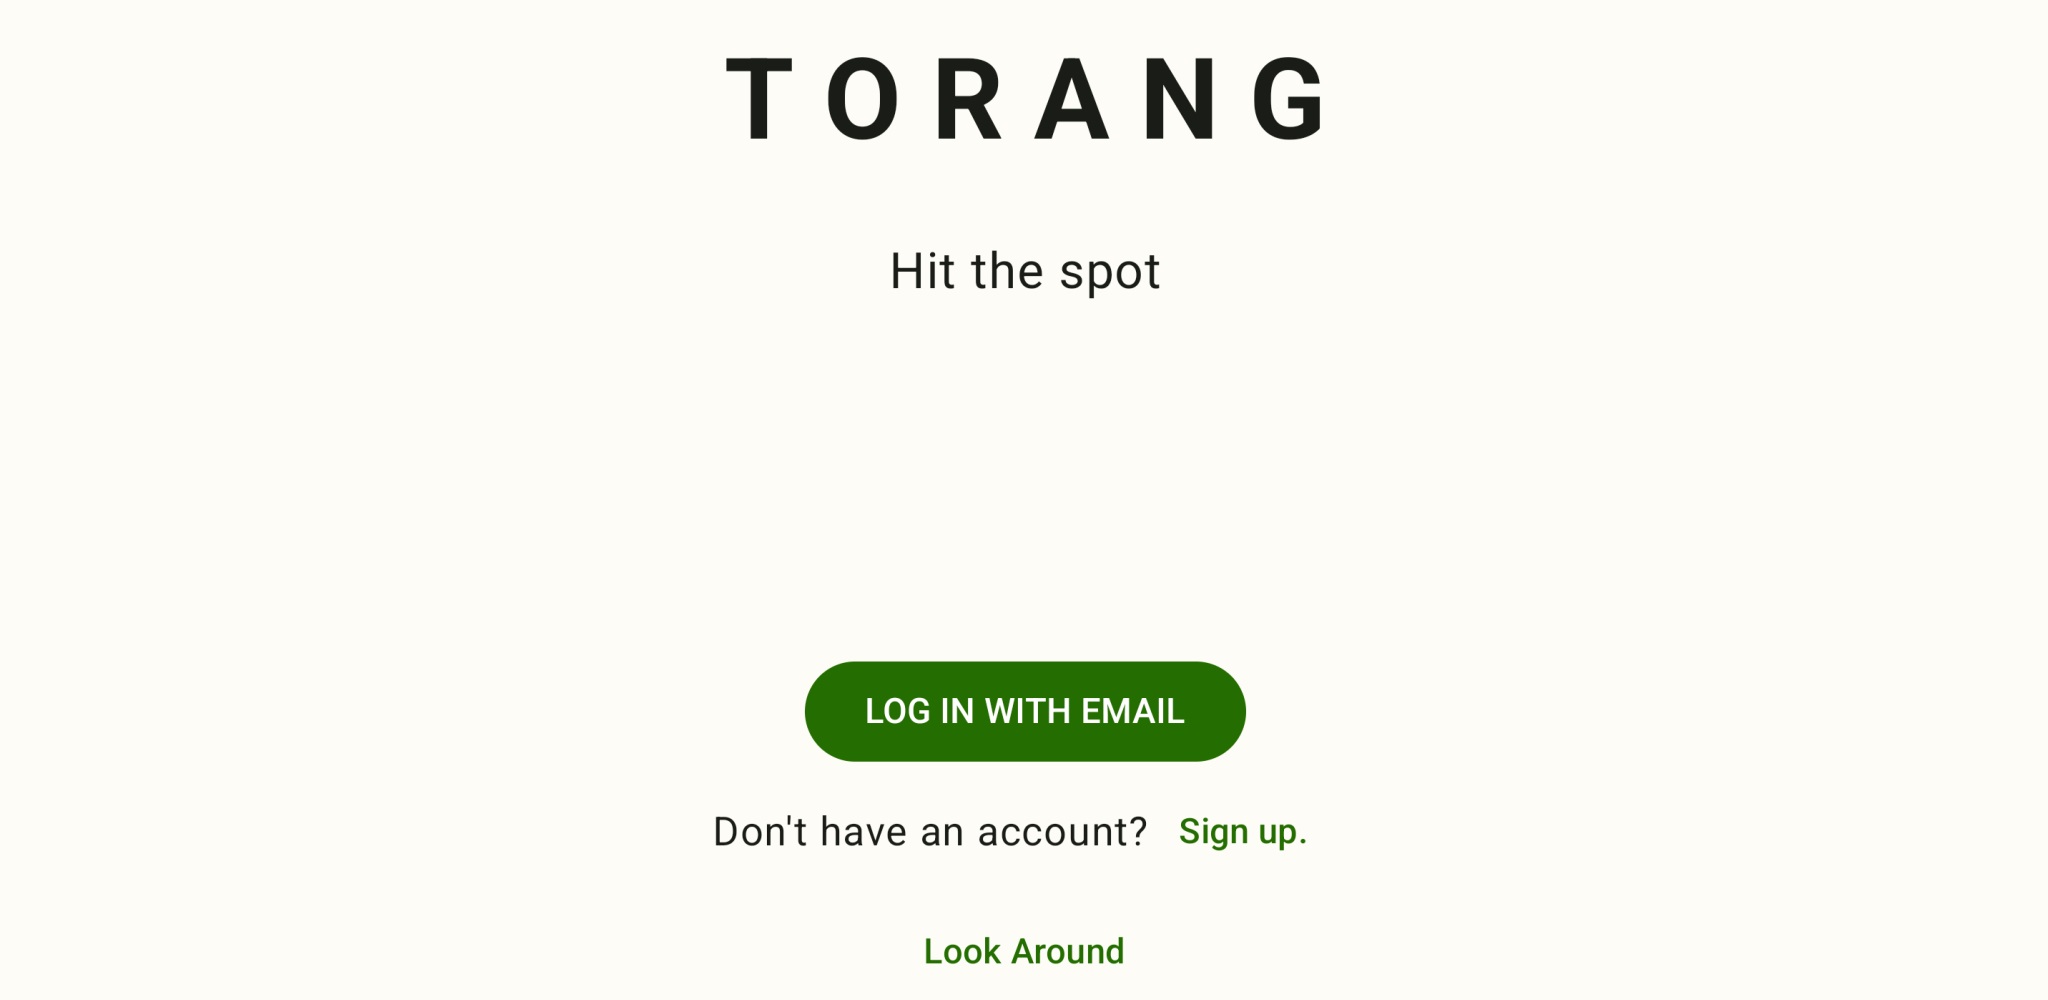 TORANG
Hit the spot
LOG IN WITH EMAIL
Don't have an account? Sign up.
Look Around